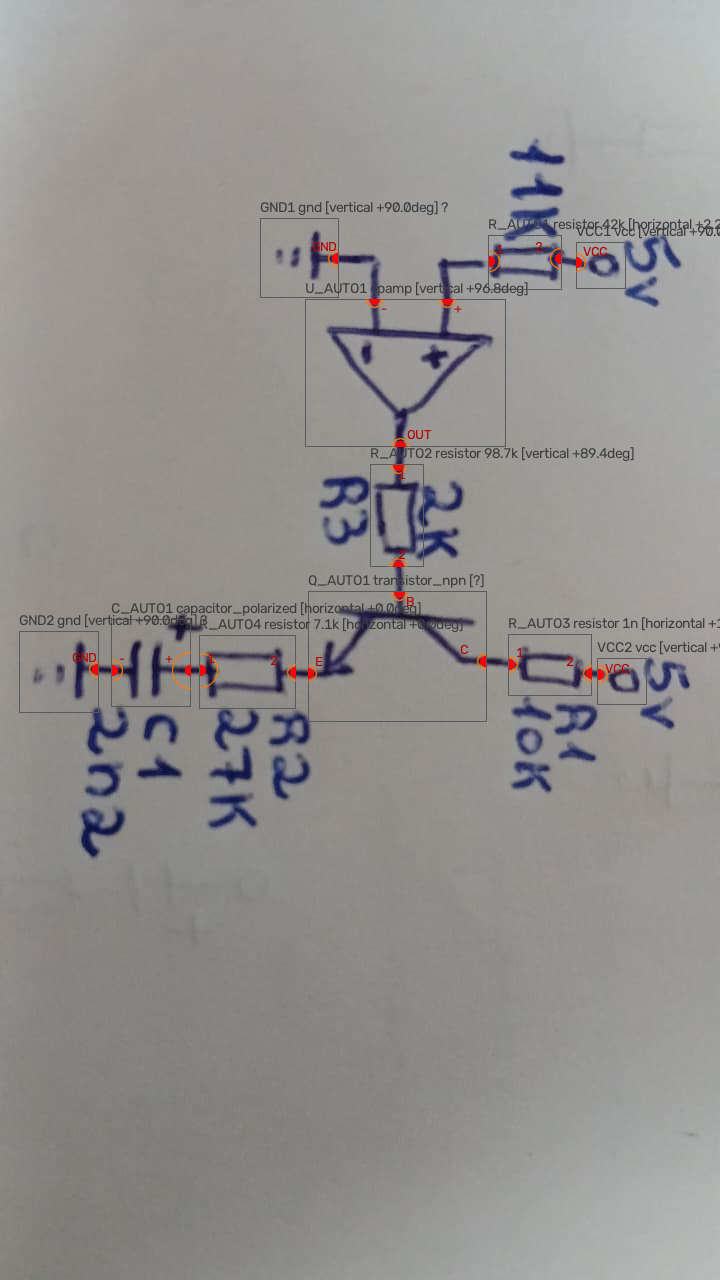 11K
GND1 gnd [vertical +90.0deg] ?
R_AUTO1 resistor 42k [horizontal +2.2
VCC1 vcc [vertical +90.0
GND
1
2
VCC
5V
U_AUTO1 opamp [vertical +96.8deg]
-
+
-
+
OUT
R_AUTO2 resistor 98.7k [vertical +89.4deg]
1
R3
2K
2
Q_AUTO1 transistor_npn [?]
B
C_AUTO1 capacitor_polarized [horizontal +0.0deg]
GND2 gnd [vertical +90.0deg] ?
R_AUTO4 resistor 7.1k [horizontal +0.0deg]
R_AUTO3 resistor 1n [horizontal +1
VCC2 vcc [vertical +9
+
GND
-
+
1
2
E
C
1
2
VCC
5V
2n2
C1
27K
R2
10K
R1